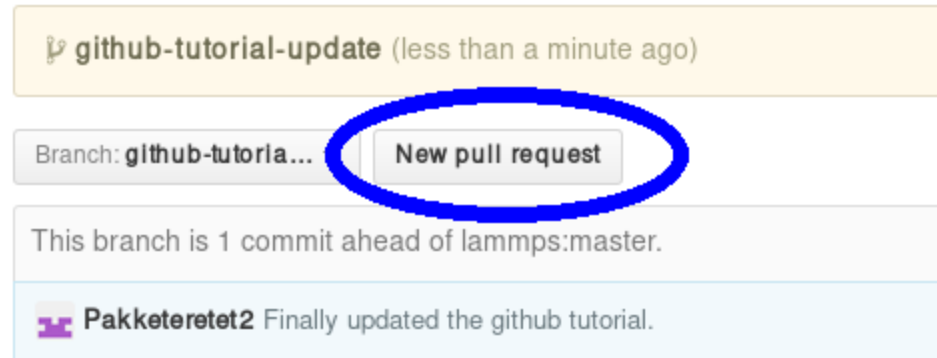 github-tutorial-update (less than a minute ago)
Branch: github-tutoria... New pull request
This branch is 1 commit ahead of lammps:master.
Pakketeretet2 Finally updated the github tutorial.